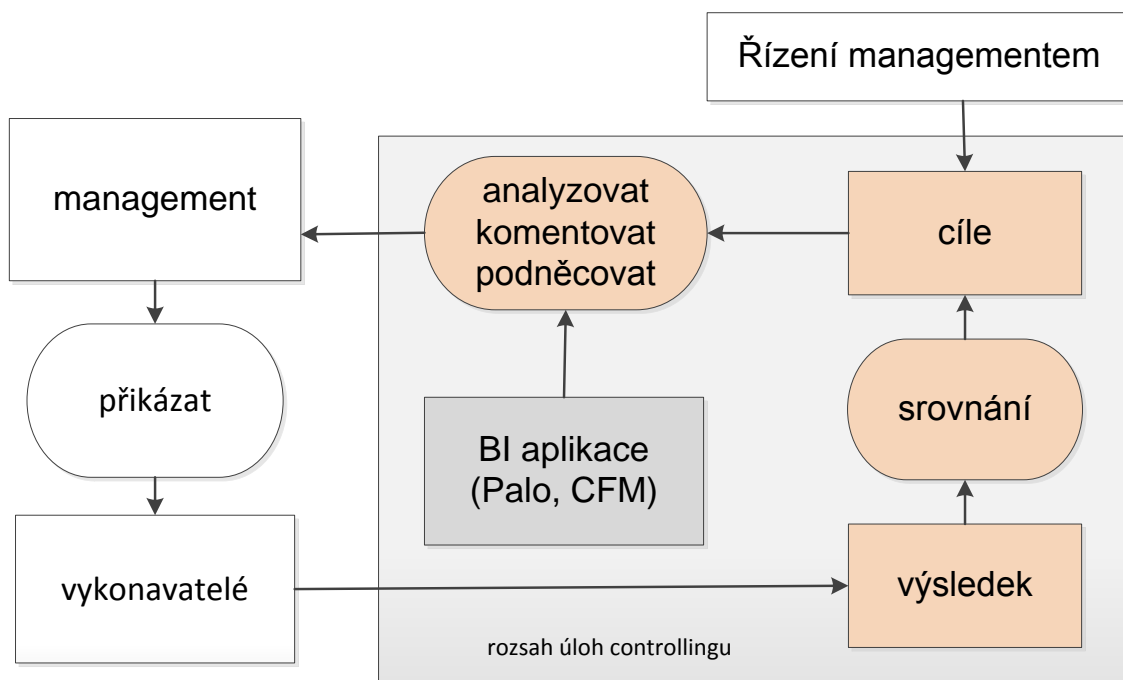 Řízení managementem
management
analyzovat
komentovat
podněcovat
cíle
přikázat
BI aplikace
(Palo, CFM)
srovnání
vykonavatelé
výsledek
rozsah úloh controllingu